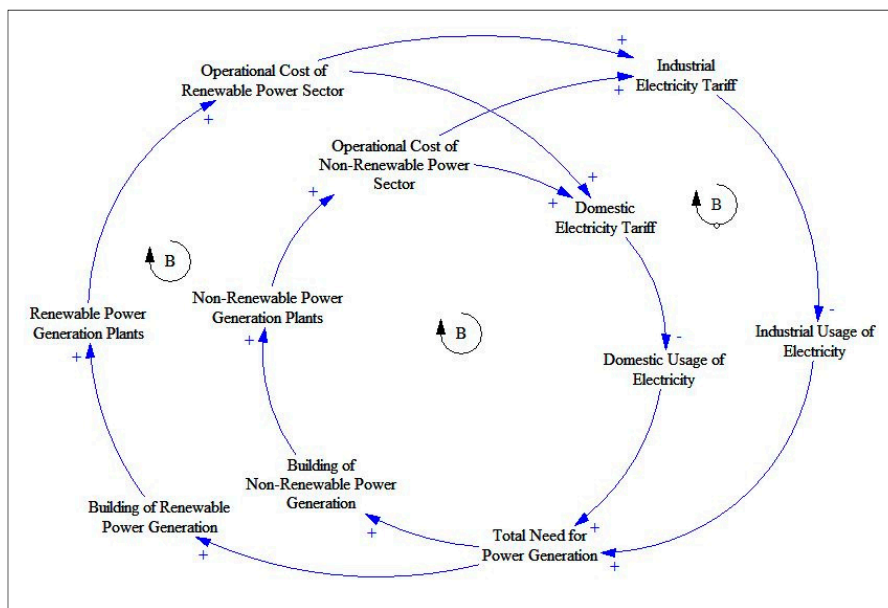 Operational Cost of
Renewable Power Sector
+
Industrial
Electricity Tariff
+
+
Operational Cost of
Non-Renewable Power
Sector
+
+
+
B
Domestic
Electricity Tariff
B
Renewable Power
Generation Plants
+
Non-Renewable Power
Generation Plants
+
B
-
Industrial Usage of
Electricity
-
Domestic Usage of
Electricity
Building of
Non-Renewable Power
Generation
+
Building of Renewable
Power Generation
+
Total Need for
Power Generation
+
+